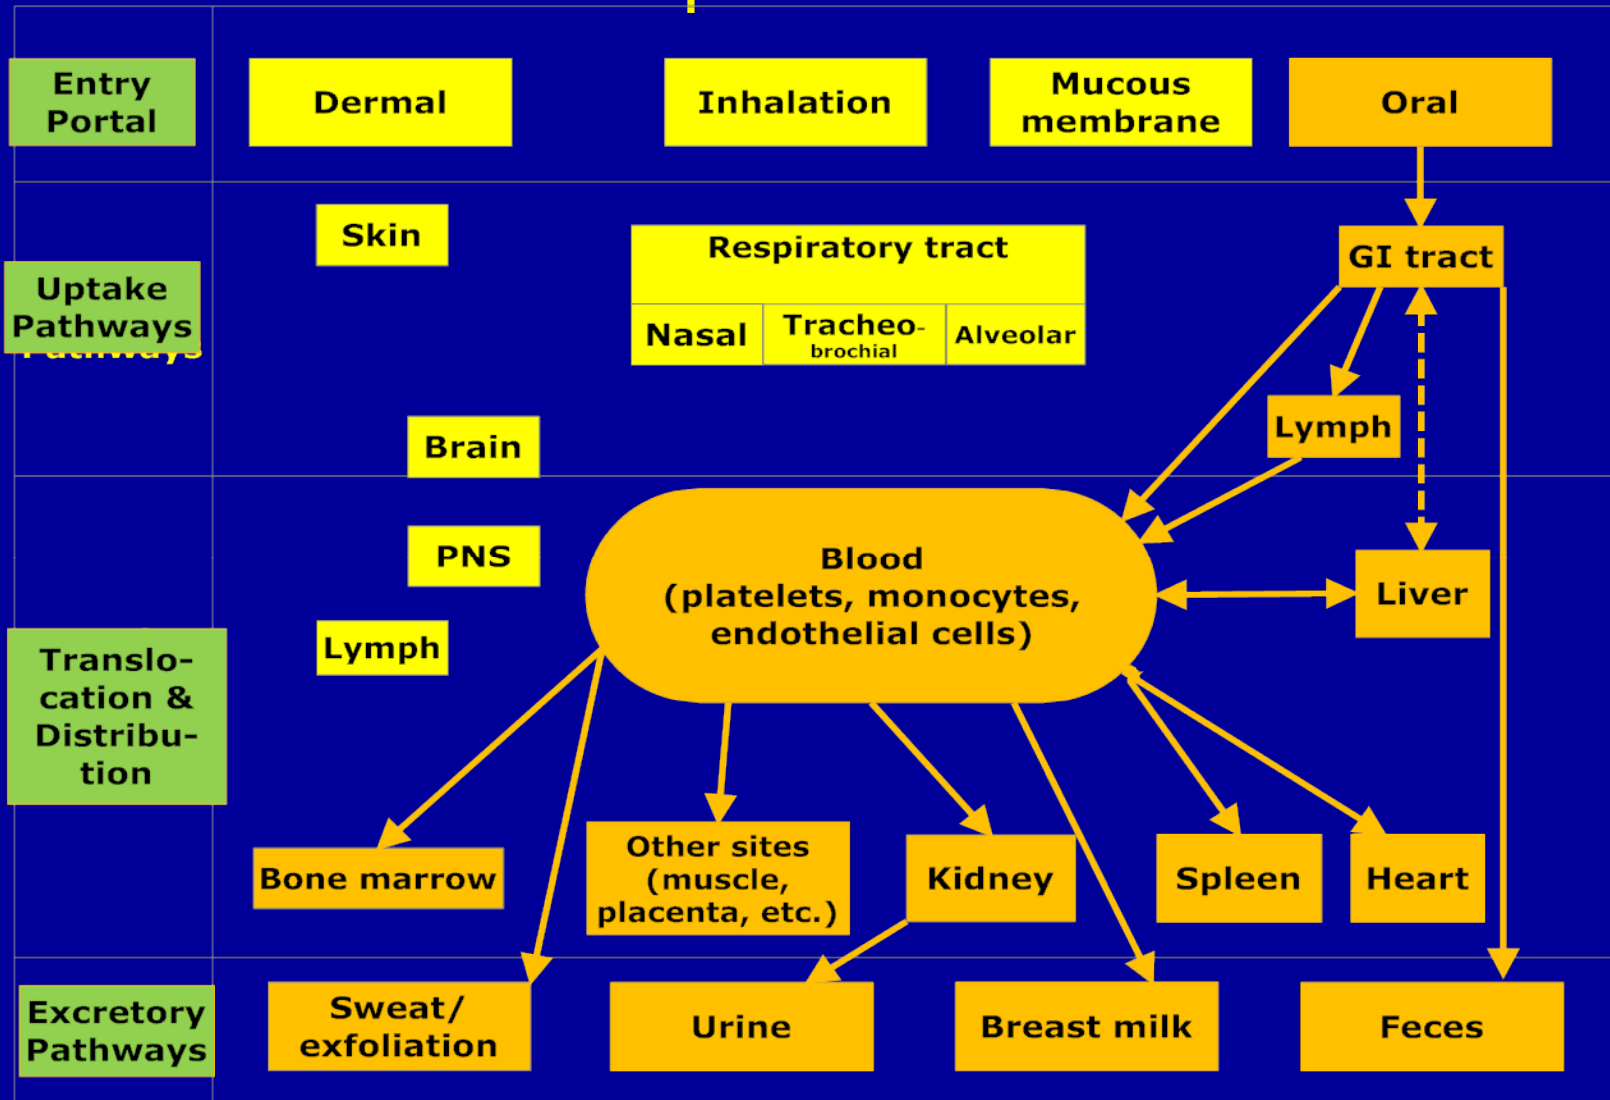 Entry
Portal
Dermal
Inhalation
Mucous
membrane
Oral
Uptake
Pathways
Pathways
Skin
Respiratory tract
Nasal
Tracheo-
brochial
Alveolar
GI tract
Lymph
Brain
PNS
Lymph
Blood
(platelets, monocytes,
endothelial cells)
Liver
Translo-
cation &
Distribu-
tion
Bone marrow
Other sites
(muscle,
placenta, etc.)
Kidney
Spleen
Heart
Excretory
Pathways
Sweat/
exfoliation
Urine
Breast milk
Feces